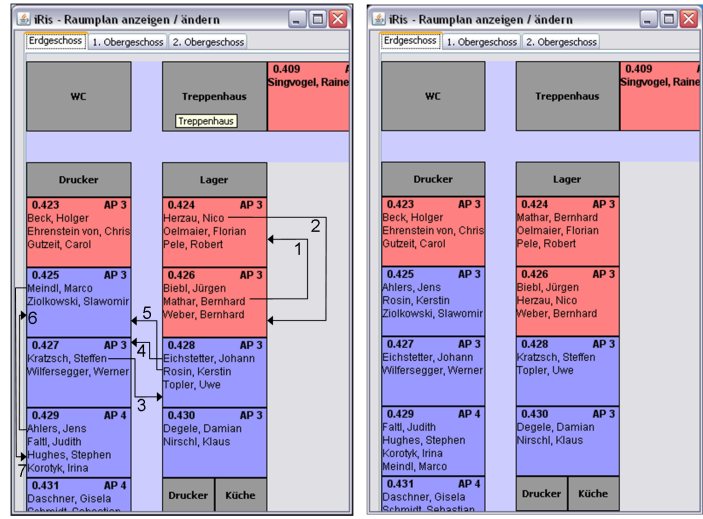 iRis - Raumplan anzeigen / ändern
Erdgeschoss 1. Obergeschoss 2. Obergeschoss
WC
Treppenhaus
Treppenhaus
0.409
Singvogel, Raine
Drucker
Lager
0.423 AP 3
Beck, Holger
Ehrenstein von, Chris
Gutzeit, Carol
0.424 AP 3
Herzau, Nico
Oelmaier, Florian
Pele, Robert
2
1
0.425 AP 3
Meindl, Marco
Ziolkowski, Slawomir
6
0.426 AP 3
Biebl, Jürgen
Mathar, Bernhard
Weber, Bernhard
5
4
3
0.427 AP 3
Kratzsch, Steffen
Wilfersegger, Werner
0.428 AP 3
Eichstetter, Johann
Rosin, Kerstin
Topler, Uwe
0.429 AP 4
Ahlers, Jens
Faltl, Judith
Hughes, Stephen
Korotyk, Irina
7
0.430 AP 3
Degele, Damian
Nirschl, Klaus
0.431 AP 4
Daschner, Gisela
Schmidt, Sebastian
Drucker Küche
iRis - Raumplan anzeigen / ändern
Erdgeschoss 1. Obergeschoss 2. Obergeschoss
WC
Treppenhaus
0.409
Singvogel, Raine
Drucker
Lager
0.423 AP 3
Beck, Holger
Ehrenstein von, Chris
Gutzeit, Carol
0.424 AP 3
Mathar, Bernhard
Oelmaier, Florian
Pele, Robert
0.425 AP 3
Ahlers, Jens
Rosin, Kerstin
Ziolkowski, Slawomir
0.426 AP 3
Biebl, Jürgen
Herzau, Nico
Weber, Bernhard
0.427 AP 3
Eichstetter, Johann
Wilfersegger, Werner
0.428 AP 3
Kratzsch, Steffen
Topler, Uwe
0.429 AP 4
Faltl, Judith
Hughes, Stephen
Korotyk, Irina
Meindl, Marco
0.430 AP 3
Degele, Damian
Nirschl, Klaus
0.431 AP 4
Daschner, Gisela
Schmidt, Sebastian
Drucker Küche